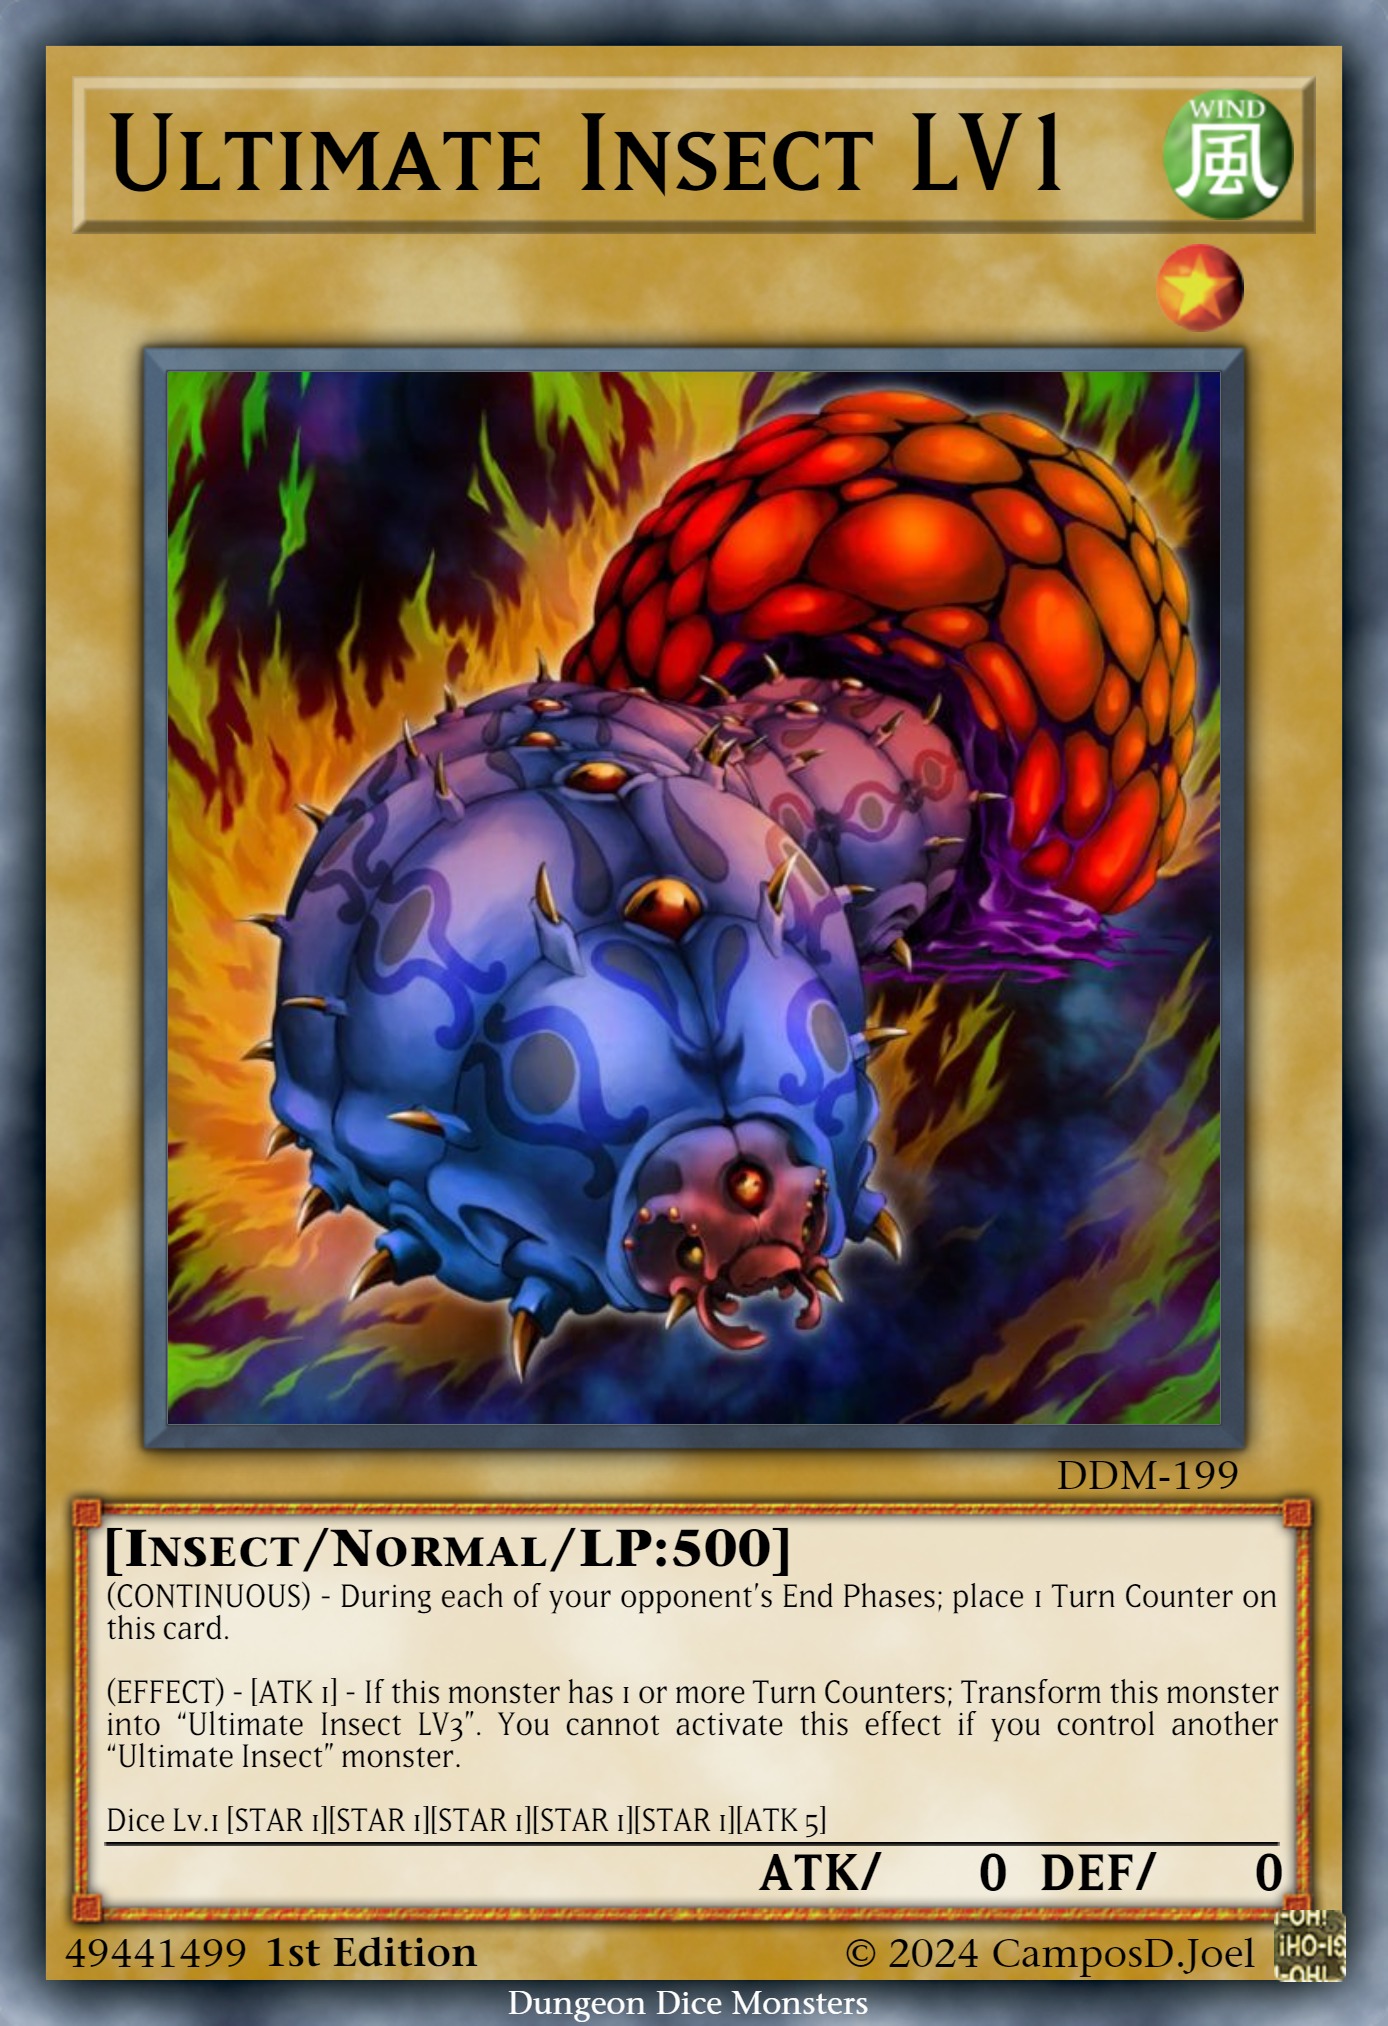 Ultimate Insect LV1
WIND
風
DDM-199
[Insect/Normal/LP:500]
(CONTINUOUS) - During each of your opponent's End Phases; place 1 Turn Counter on
this card.
(EFFECT) - [ATK 1] - If this monster has 1 or more Turn Counters; Transform this monster
into “Ultimate Insect LV3”. You cannot activate this effect if you control another
“Ultimate Insect” monster.
Dice Lv.1 [STAR 1][STAR 1][STAR 1][STAR 1][STAR 1][ATK 5]
ATK/ 0 DEF/ 0
49441499 1st Edition
© 2024 CamposD.Joel
Dungeon Dice Monsters